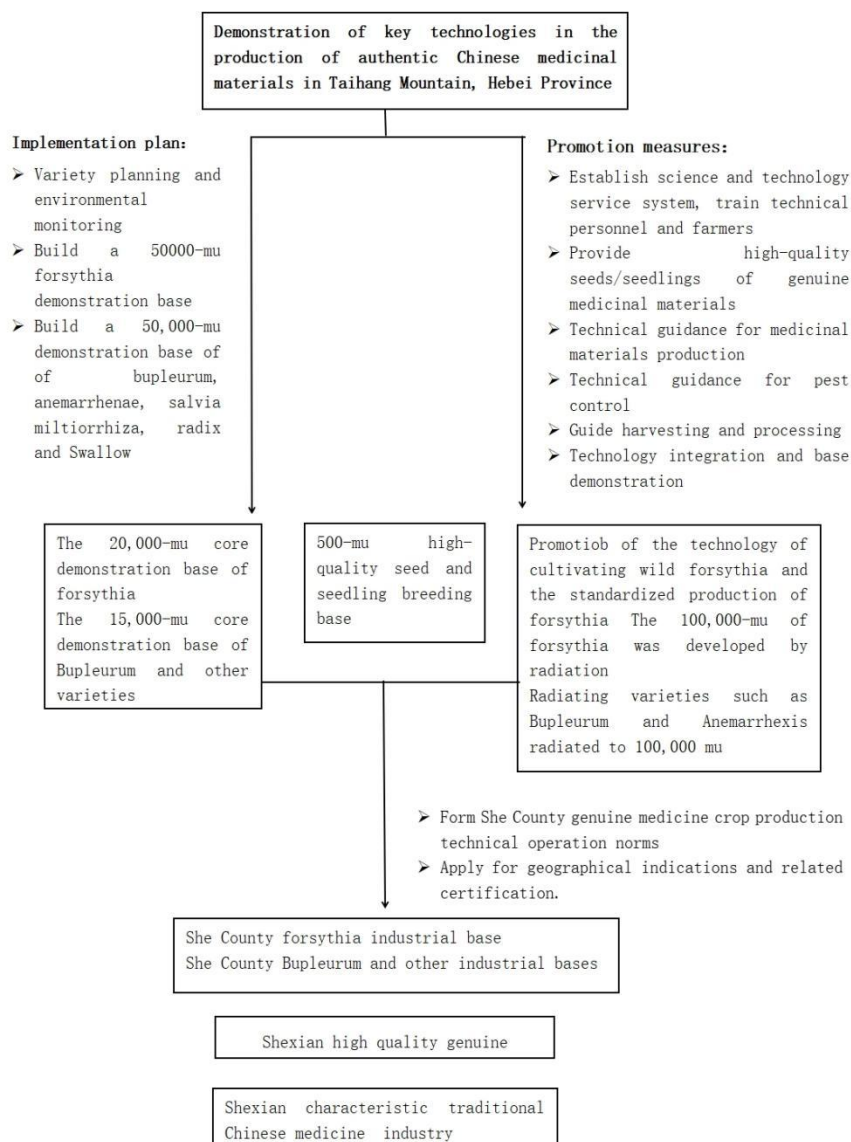 Demonstration of key technologies in the
production of authentic Chinese medicinal
materials in Taihang Mountain, Hebei Province
Implementation plan:
➢ Variety planning and
environmental
monitoring
➢ Build a 50000-mu
forsythia
demonstration base
➢ Build a 50,000-mu
demonstration base of
of bupleurum,
anemarrhenae, salvia
miltiorrhiza, radix
and Swallow
Promotion measures:
➢ Establish science and technology
service system, train technical
personnel and farmers
➢ Provide high-quality
seeds/seedlings of genuine
medicinal materials
➢ Technical guidance for medicinal
materials production
➢ Technical guidance for pest
control
➢ Guide harvesting and processing
➢ Technology integration and base
demonstration
The 20,000-mu core
demonstration base of
forsythia
The 15,000-mu core
demonstration base of
Bupleurum and other
varieties
500-mu high-
quality seed and
seedling breeding
base
Promotiob of the technology of
cultivating wild forsythia and
the standardized production of
forsythia The 100,000-mu of
forsythia was developed by
radiation
Radiating varieties such as
Bupleurum and Anemarrhexis
radiated to 100,000 mu
➢ Form She County genuine medicine crop production
technical operation norms
➢ Apply for geographical indications and related
certification.
She County forsythia industrial base
She County Bupleurum and other industrial bases
Shexian high quality genuine
Shexian characteristic traditional
Chinese medicine industry